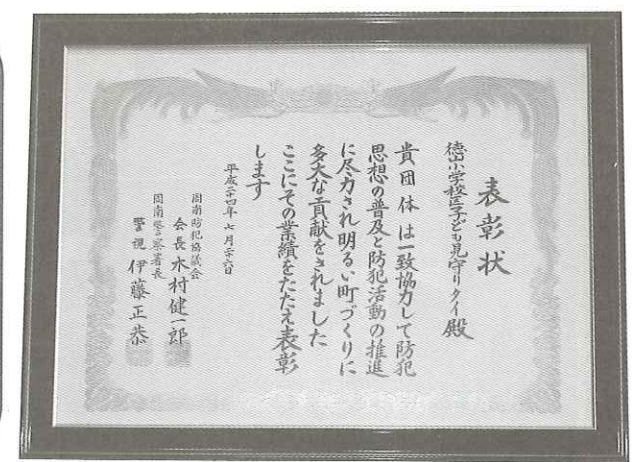 表彰状
徳山小学校区子ども見守りタイ 殿
貴団体は一致協力して防犯
思想の普及と防犯活動の推進
に尽力され明るい町づくりに
多大な貢献をされました
ここにその業績をたたえ表彰
します
平成二十四年七月二十六日
周南防犯協議会
会長 木村健一郎
周南警察署長
警視 伊藤正恭